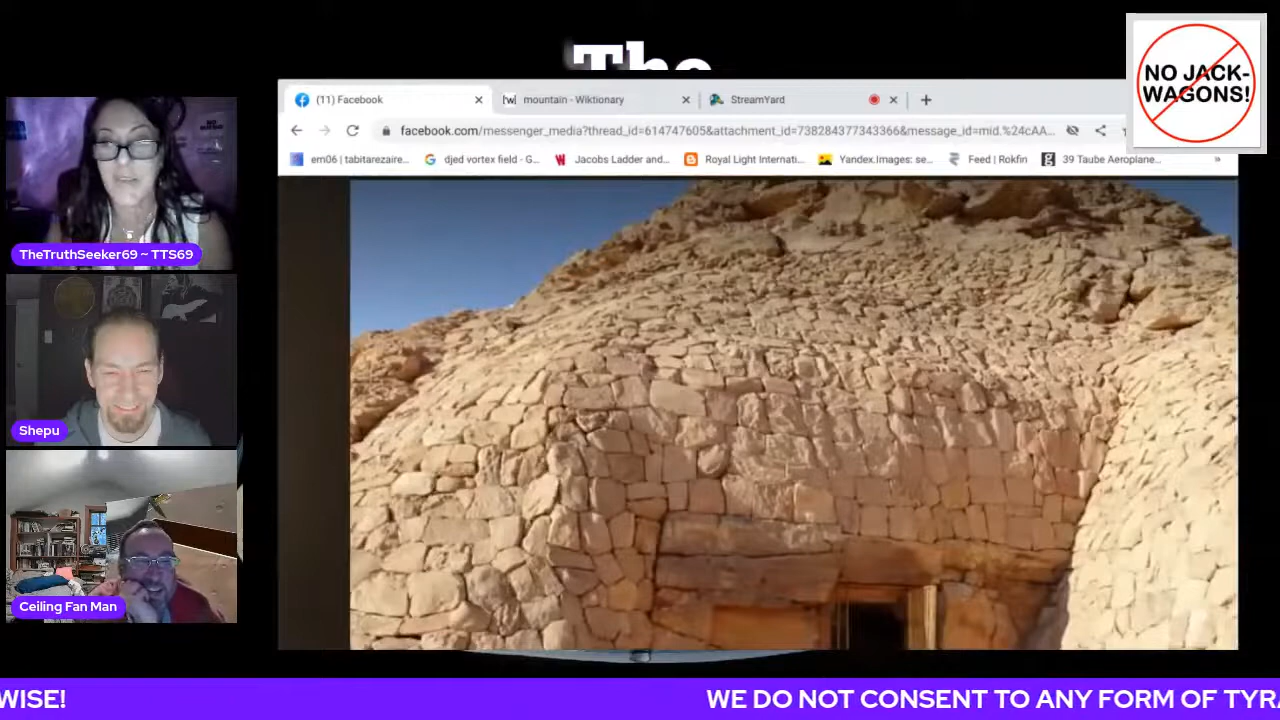 The
NO JACK-
WAGONS!
(11) Facebook
mountain - Wiktionary
StreamYard
facebook.com/messenger_media?thread_id=614747605&attachment_id=738284377343366&message_id=mid.%24cAA...
em06 | tabitarezaire...
djed vortex field - G...
Jacobs Ladder and...
Royal Light Internati...
Yandex.Images: se...
Feed | Rokfin
39 Taube Aeroplane...
»
TheTruthSeeker69 ~ TTS69
Shepu
Ceiling Fan Man
WISE! WE DO NOT CONSENT TO ANY FORM OF TYRA